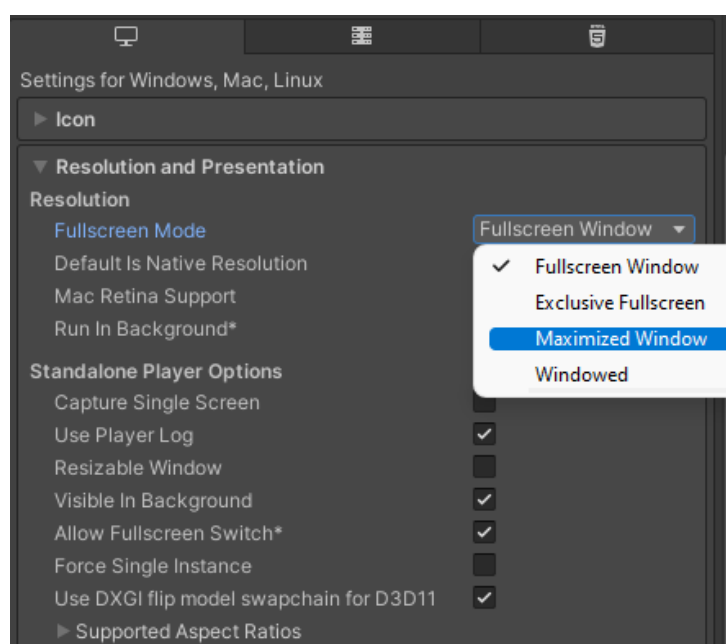 Settings for Windows, Mac, Linux
Icon
Resolution and Presentation
Resolution
Fullscreen Mode
Fullscreen Window
Default Is Native Resolution
Fullscreen Window
Mac Retina Support
Exclusive Fullscreen
Run In Background*
Maximized Window
Standalone Player Options
Windowed
Capture Single Screen
Use Player Log
Resizable Window
Visible In Background
Allow Fullscreen Switch*
Force Single Instance
Use DXGI flip model swapchain for D3D11
Supported Aspect Ratios